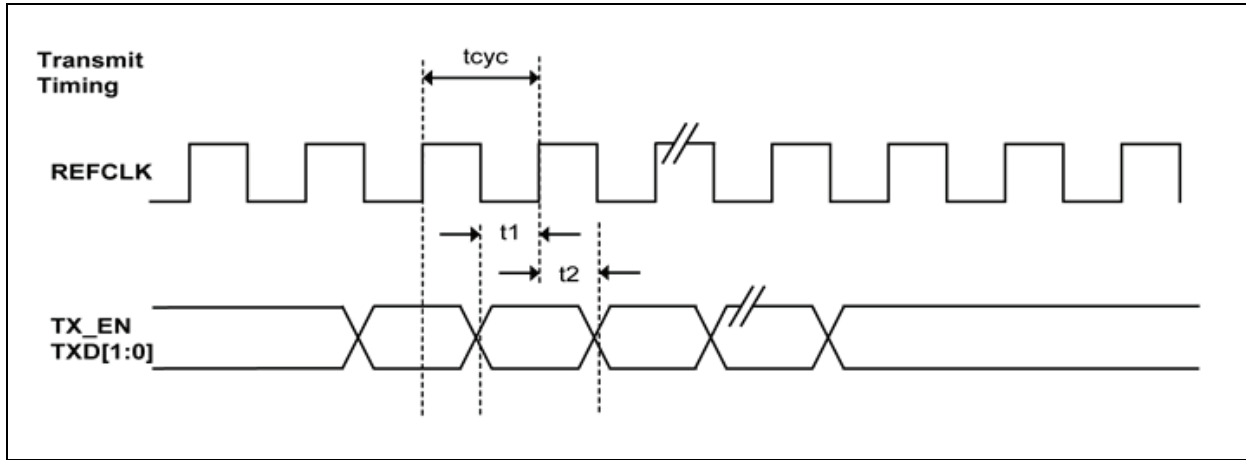 Transmit
Timing
tcyc
REFCLK
t1
t2
TX_EN
TXD[1:0]